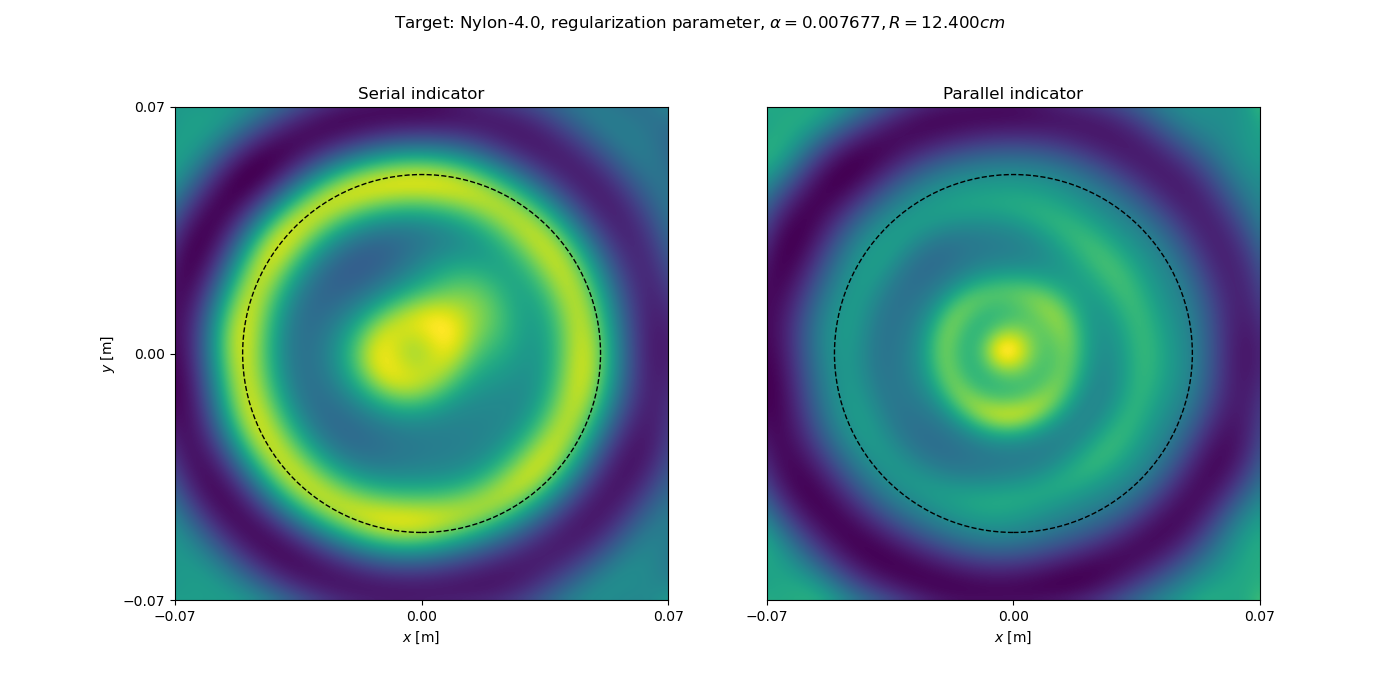 Target: Nylon-4.0, regularization parameter, α = 0.007677, R = 12.400cm
Serial indicator
Parallel indicator
0.07
0.00
−0.07
y [m]
−0.07 0.00 0.07
−0.07 0.00 0.07
x [m]
x [m]